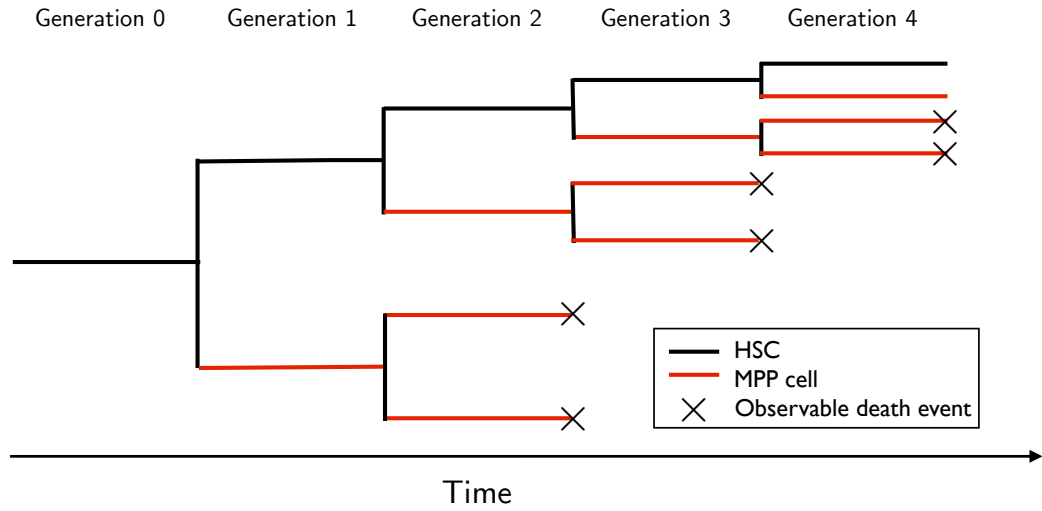 Generation 0 Generation 1 Generation 2 Generation 3 Generation 4
HSC
MPP cell
Observable death event
Time